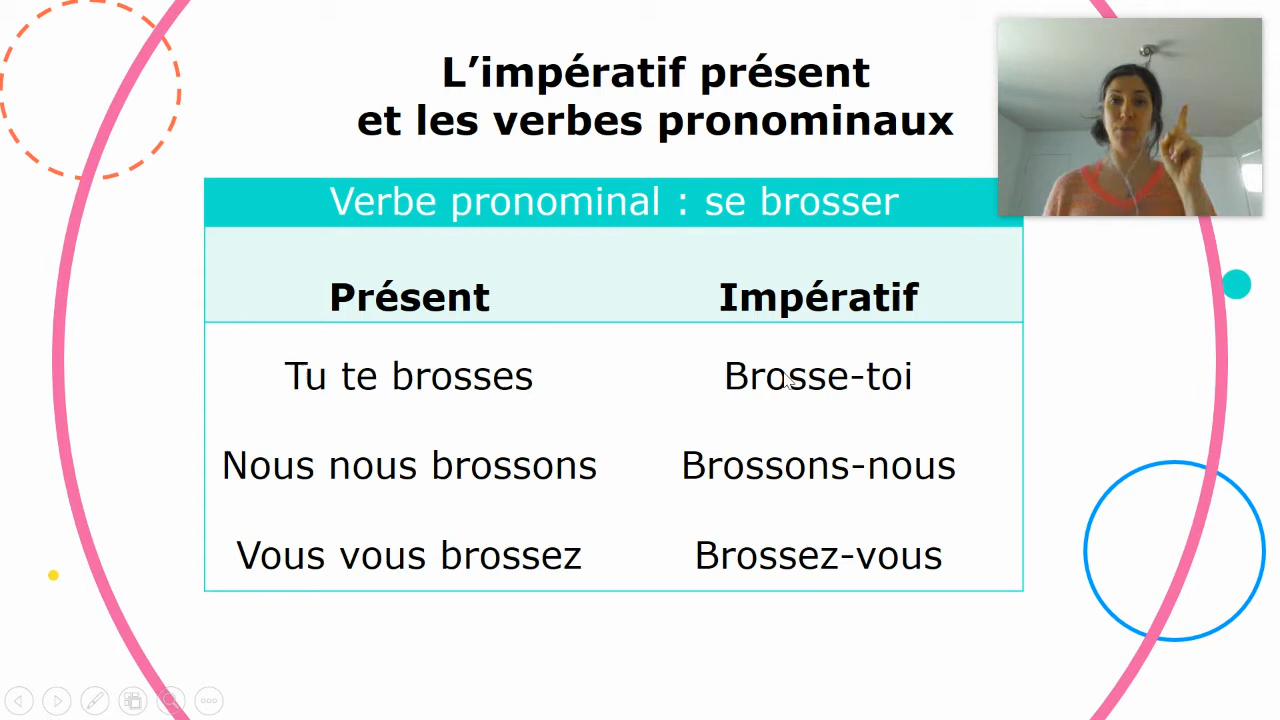 L’impératif présent
et les verbes pronominaux
Verbe pronominal : se brosser
Présent Impératif
Tu te brosses Brosse-toi
Nous nous brossons Brossons-nous
Vous vous brossez Brossez-vous